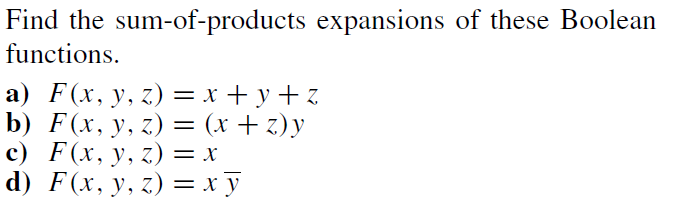 Find the sum-of-products expansions of these Boolean
functions.
a) F(x, y, z) = x + y + z
b) F(x, y, z) = (x + z)y
c) F(x, y, z) = x
d) F(x, y, z) = x y̅